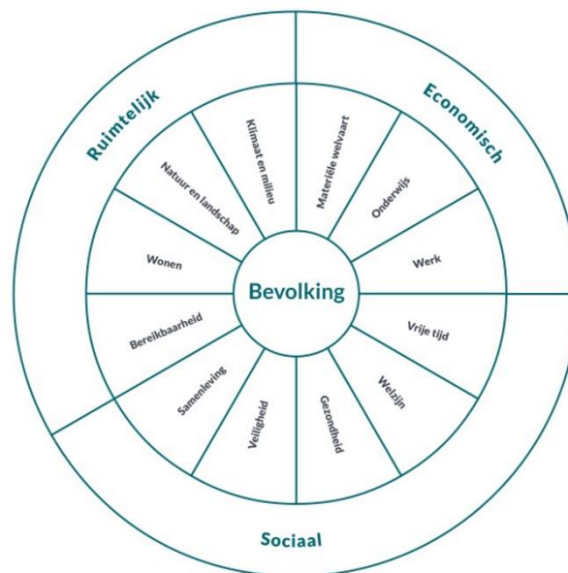 Ruimtelijk
Economisch
Sociaal
Klimaat en milieu
Materiële welvaart
Natuur en landschap
Onderwijs
Wonen
Werk
Bevolking
Bereikbaarheid
Vrije tijd
Samenleving
Welzijn
Veiligheid
Gezondheid